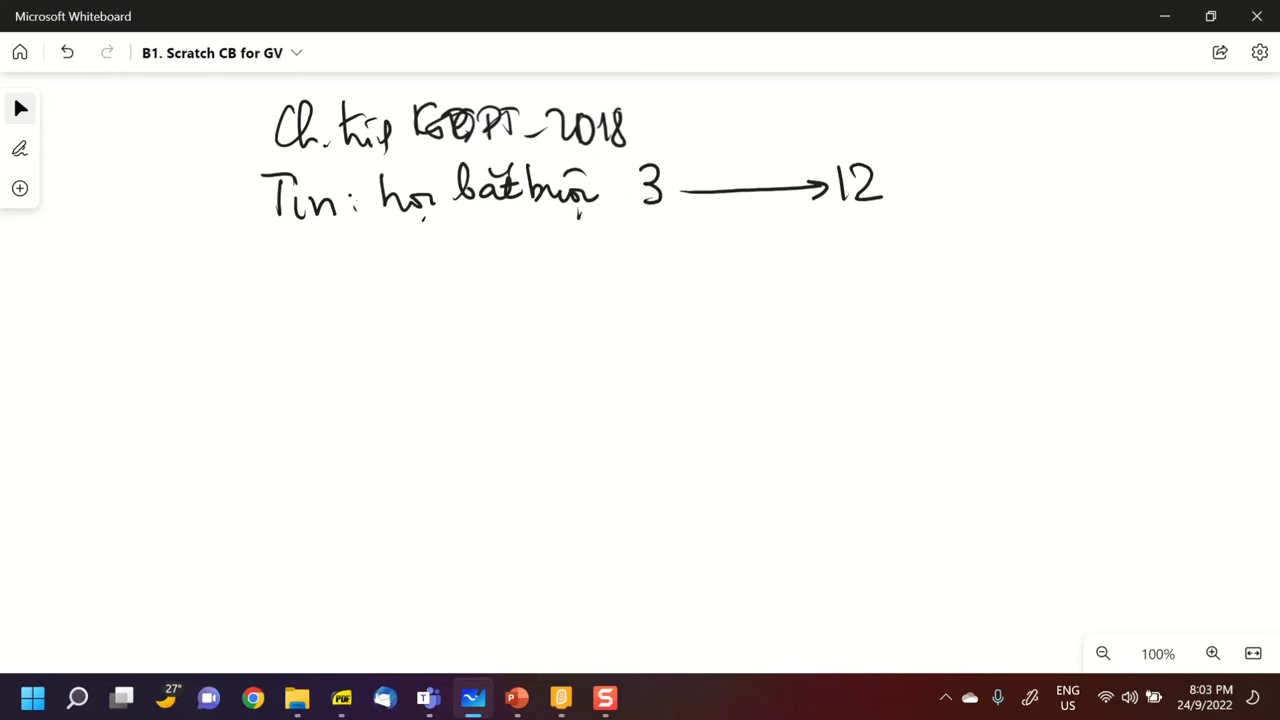 Microsoft Whiteboard
B1. Scratch CB for GV
Ch. trình GDPT - 2018
Tin: học bắt buộc 3 → 12
100%
27°
PDF
ENG
US
8:03 PM
24/9/2022